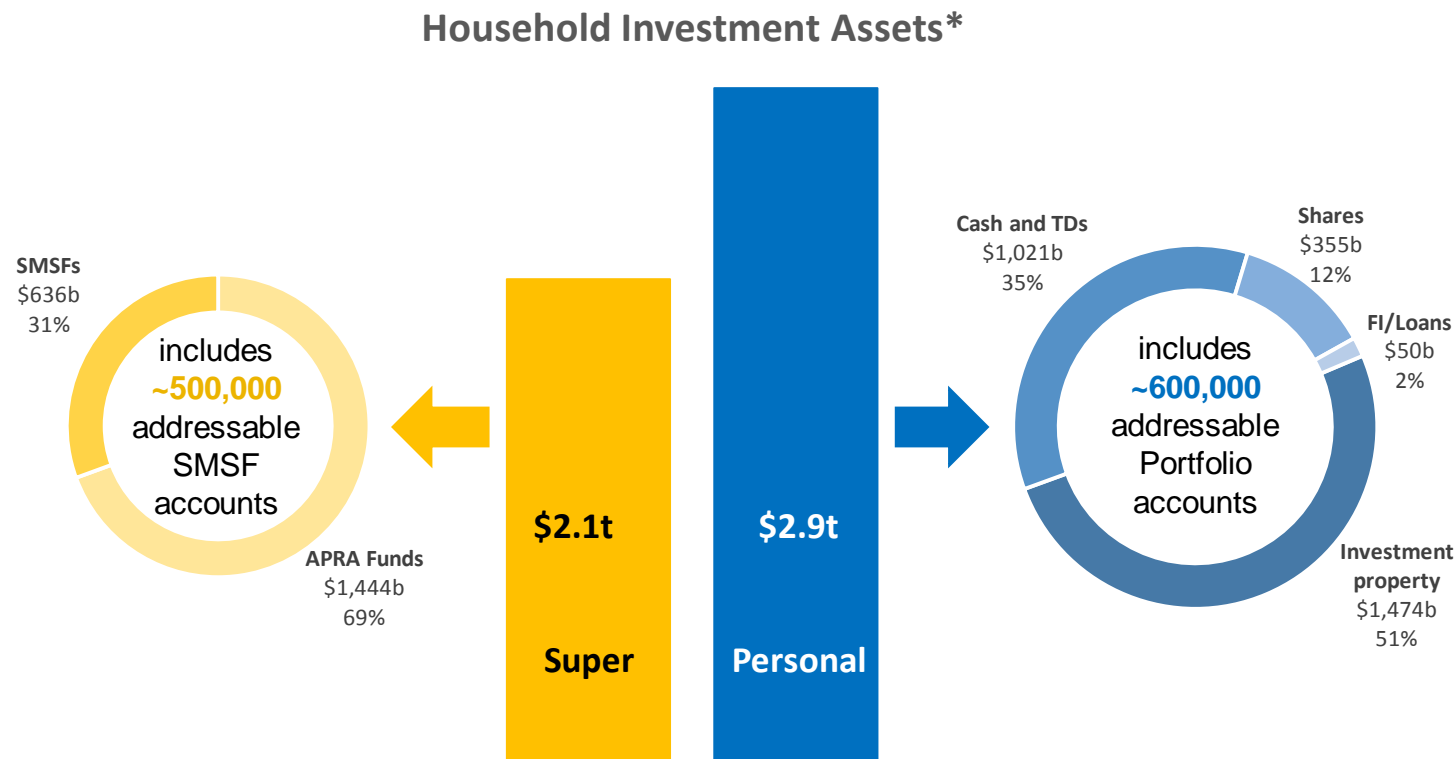 Household Investment Assets*
SMSFs
$636b
31%
includes
~500,000
addressable
SMSF
accounts
APRA Funds
$1,444b
69%
$2.1t
Super
$2.9t
Personal
Cash and TDs
$1,021b
35%
Shares
$355b
12%
FI/Loans
$50b
2%
includes
~600,000
addressable
Portfolio
accounts
Investment
property
$1,474b
51%